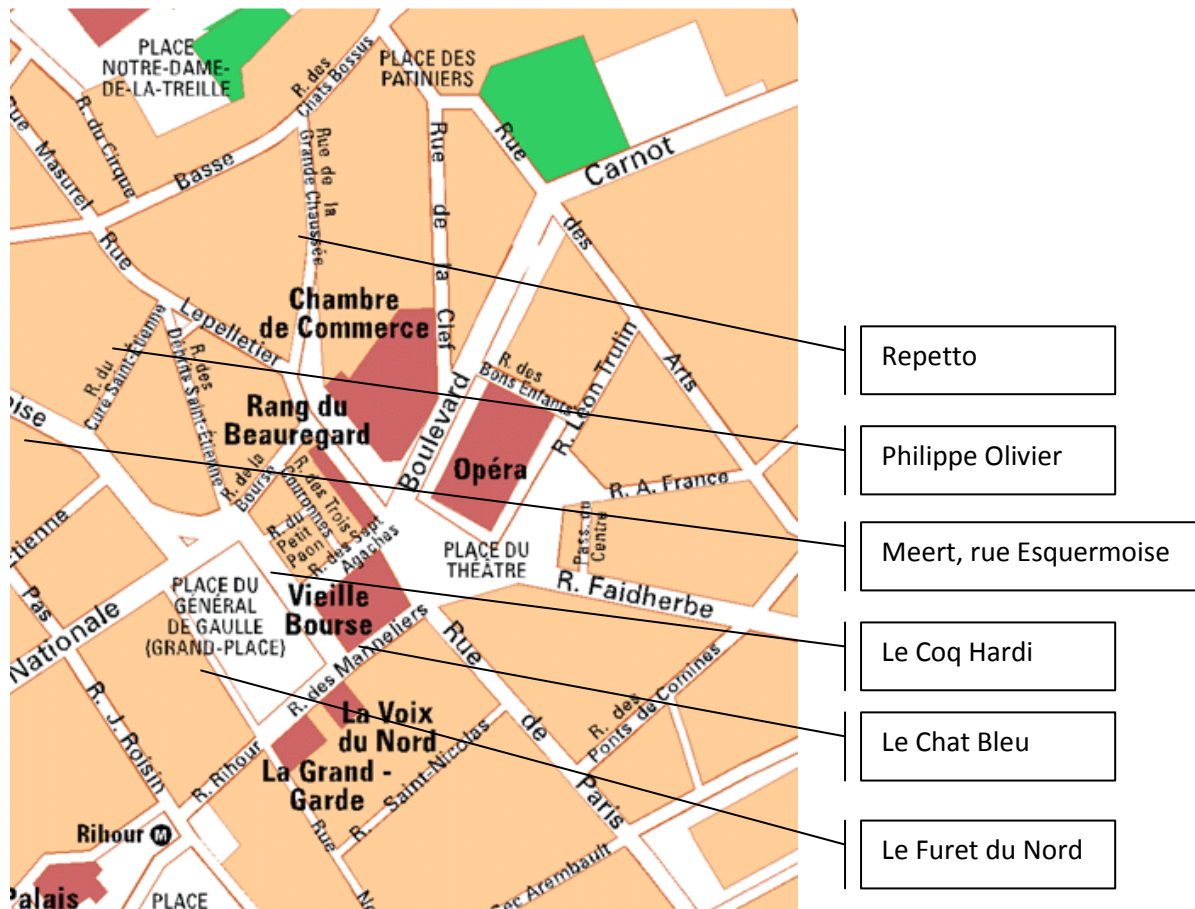 PLACE
NOTRE-DAME-
DE-LA-TREILLE
R. des
Chats Bossus
PLACE DES
PATINIERS
Rue Masurel
R. du Cirque
Basse
Rue de la
Grande Chaussée
Rue de la Clef
Rue des Arts
Carnot
Boulevard
Rue Lepelletier
Chambre
de Commerce
R. du
Curé Saint-Étienne
R. des
Débris Saint-Étienne
Rang du
Beauregard
R. de la
Bourse
R. des Trois
Couronnes
R. du
Petit
Paon
R. des Sept
Agaches
R. des
Bons Enfants
R. Léon Trulin
Opéra
R. A. France
Pass. du
Centre
PLACE DU
THÉÂTRE
R. Faidherbe
oise
Étienne
Pas
Nationale
PLACE DU
GÉNÉRAL
DE GAULLE
(GRAND-PLACE)
Vieille
Bourse
R. des Manneliers
Rue de Paris
R. des
Ponts de Comines
R. J. Roisin
R. Rihour
La Voix
du Nord
La Grand -
Garde
R. Saint-Nicolas
Rue
Ne
Rihour M
Palais
PLACE
Sec Arembault
Repetto
Philippe Olivier
Meert, rue Esquermoise
Le Coq Hardi
Le Chat Bleu
Le Furet du Nord